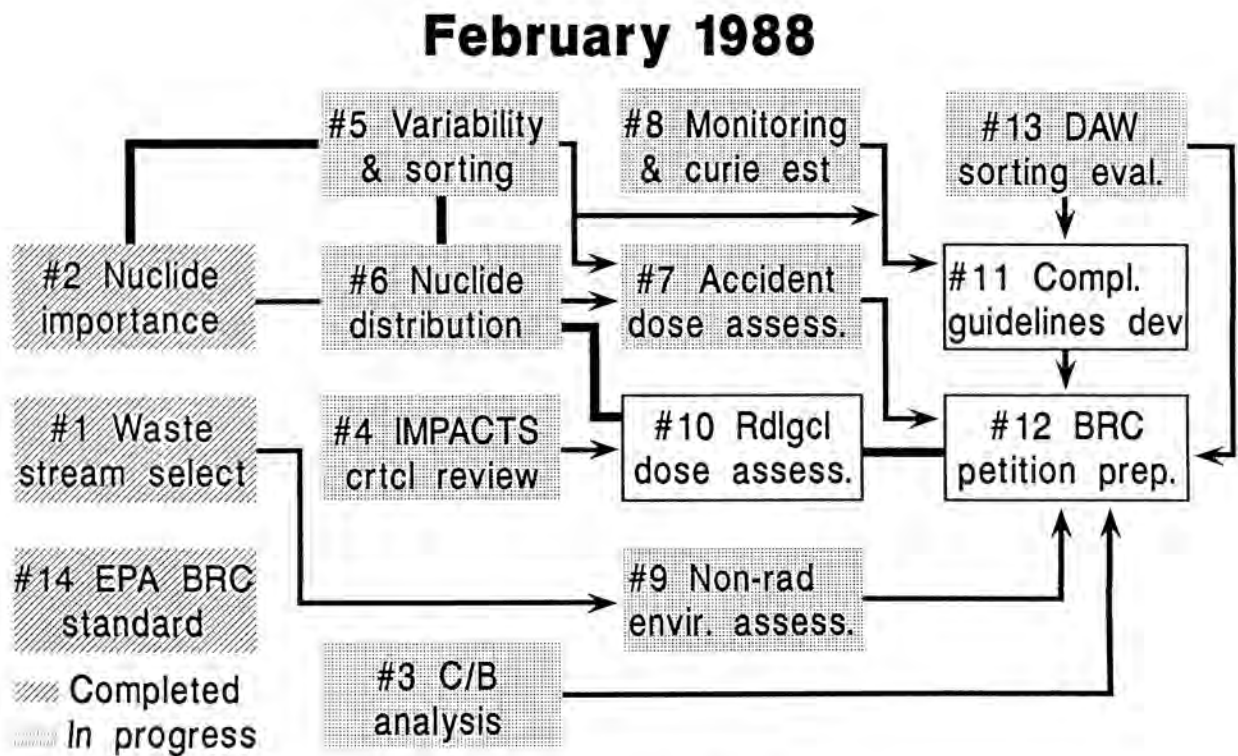 February 1988
#5 Variability
& sorting
#8 Monitoring
& curie est
#13 DAW
sorting eval.
#2 Nuclide
importance
#6 Nuclide
distribution
#7 Accident
dose assess.
#11 Compl.
guidelines dev
#1 Waste
stream select
#4 IMPACTS
crtcl review
#10 Rdlgcl
dose assess.
#12 BRC
petition prep.
#14 EPA BRC
standard
#9 Non-rad
envir. assess.
#3 C/B
analysis
Completed
In progress